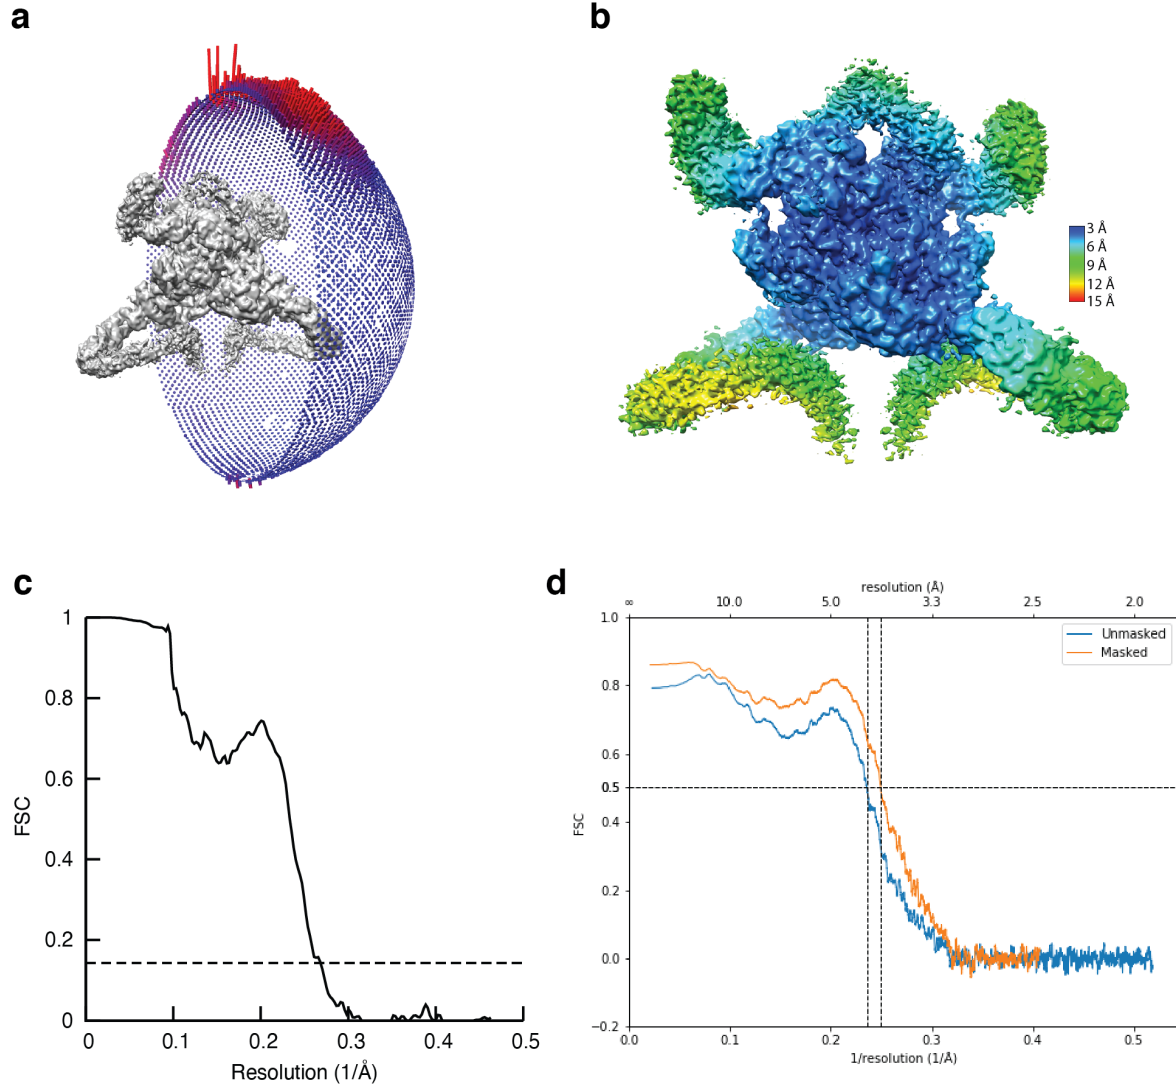 a
b
3 Å
6 Å
9 Å
12 Å
15 Å
c
1
0.8
0.6
0.4
0.2
0
FSC
0 0.1 0.2 0.3 0.4 0.5
Resolution (1/Å)
d
resolution (Å)
∞ 10.0 5.0 3.3 2.5 2.0
1.0
0.8
0.6
0.5
0.4
0.2
0.0
−0.2
FSC
Unmasked
Masked
0.0 0.1 0.2 0.3 0.4 0.5
1/resolution (1/Å)